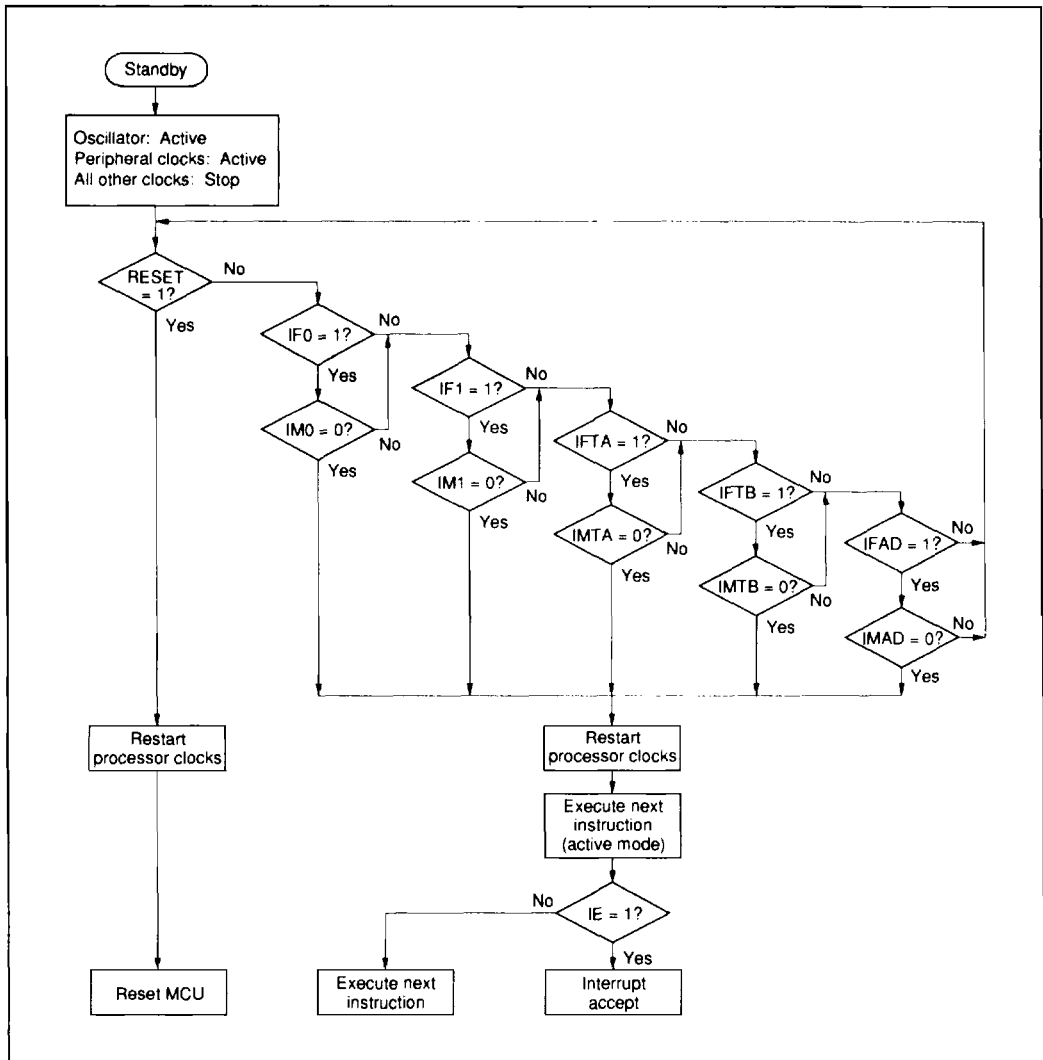 Standby
Oscillator: Active
Peripheral clocks: Active
All other clocks: Stop
RESET
= 1?
No
Yes
IF0 = 1?
No
Yes
IM0 = 0?
No
Yes
IF1 = 1?
No
Yes
IM1 = 0?
No
Yes
IFTA = 1?
No
Yes
IMTA = 0?
No
Yes
IFTB = 1?
No
Yes
IMTB = 0?
No
Yes
IFAD = 1?
No
Yes
IMAD = 0?
No
Yes
Restart
processor clocks
Restart
processor clocks
Execute next
instruction
(active mode)
No
IE = 1?
Yes
Reset MCU
Execute next
instruction
Interrupt
accept